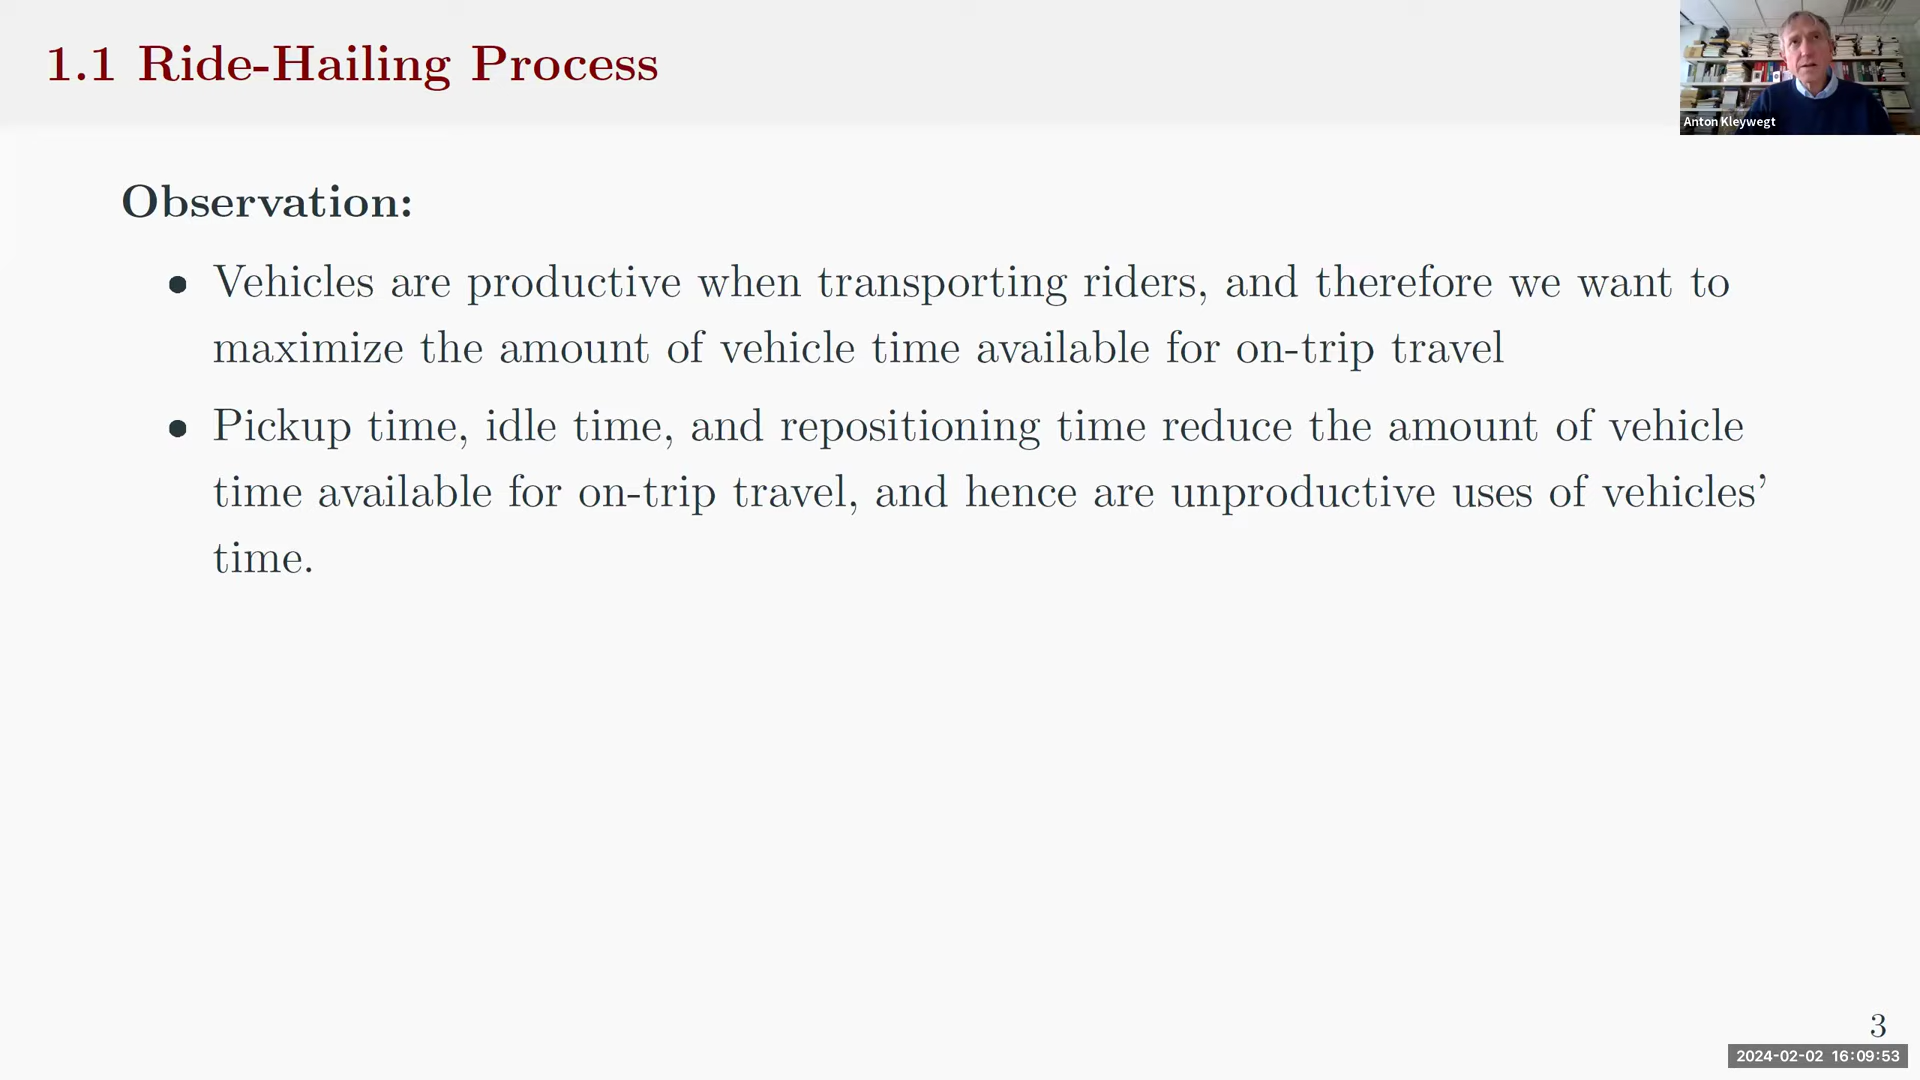 1.1 Ride-Hailing Process
Anton Kleywegt
Observation:
• Vehicles are productive when transporting riders, and therefore we want to
maximize the amount of vehicle time available for on-trip travel
• Pickup time, idle time, and repositioning time reduce the amount of vehicle
time available for on-trip travel, and hence are unproductive uses of vehicles’
time.
3
2024-02-02 16:09:53